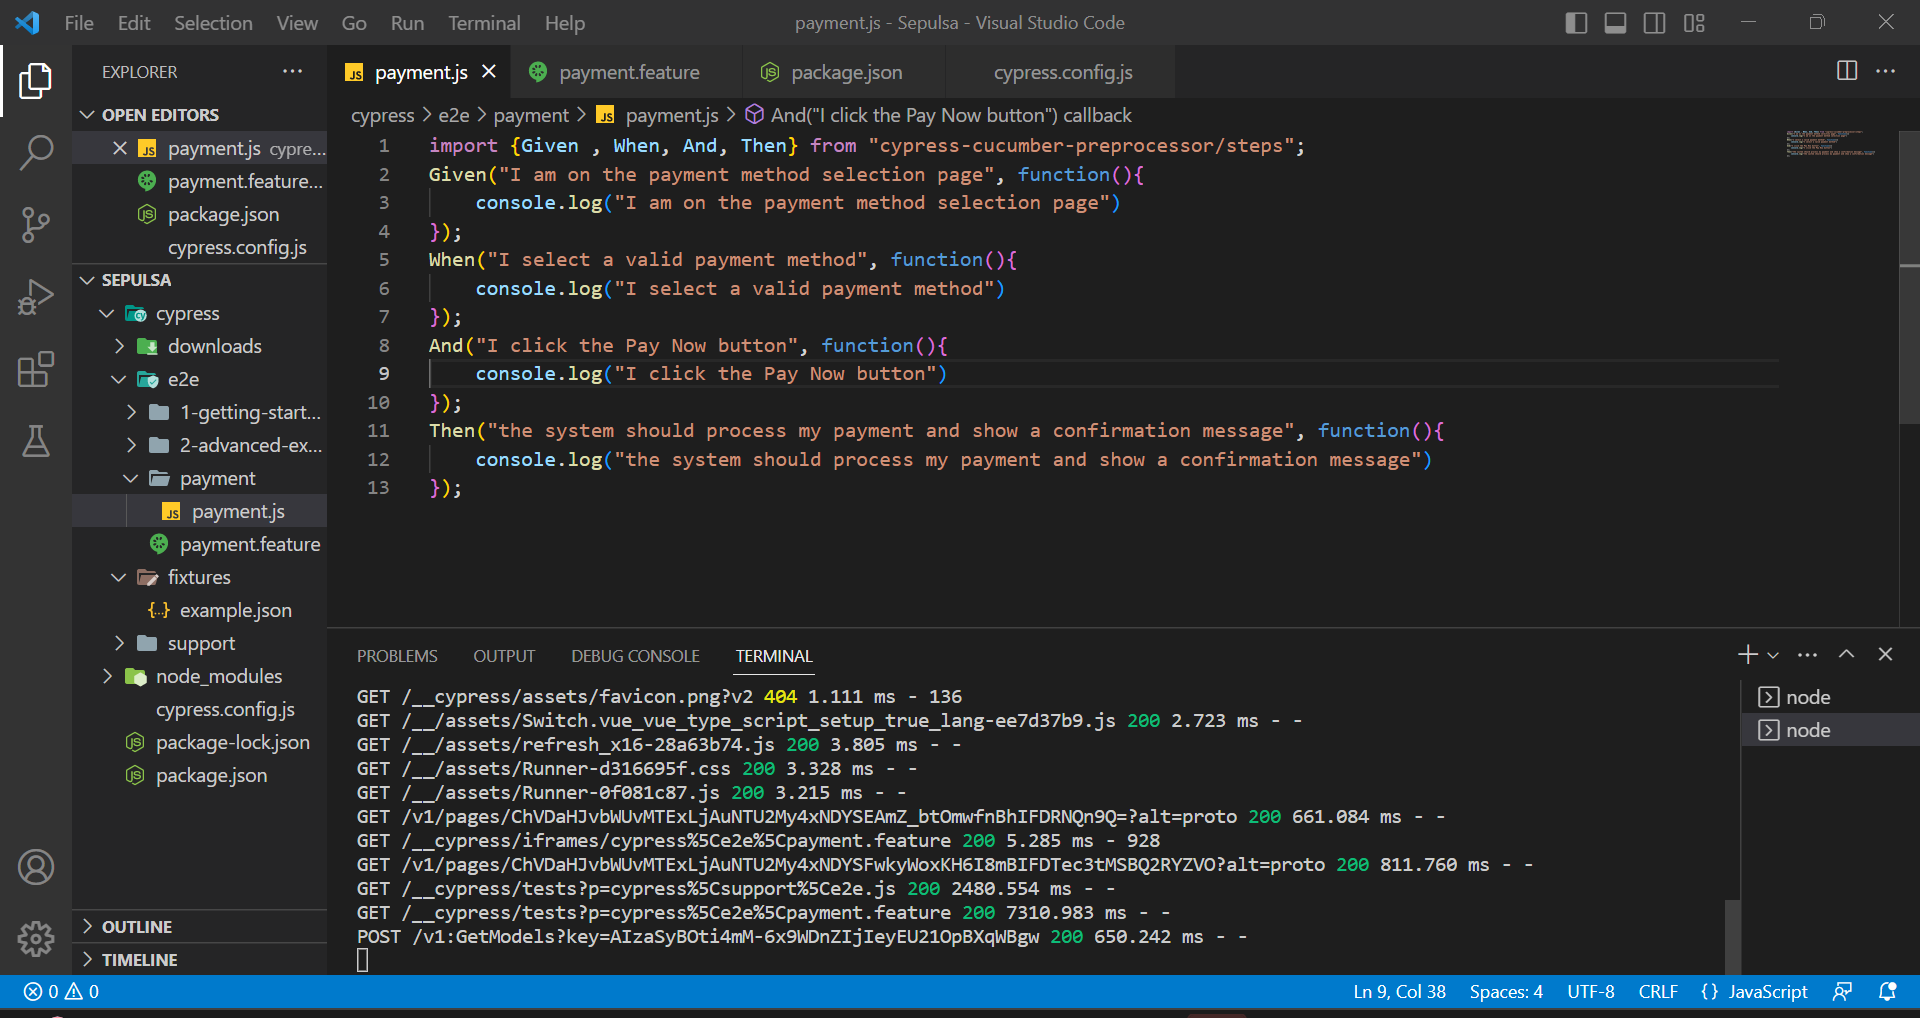 File Edit Selection View Go Run Terminal Help
payment.js - Sepulsa - Visual Studio Code
EXPLORER
OPEN EDITORS
payment.js cypre...
payment.feature...
package.json
cypress.config.js
SEPULSA
cypress
downloads
e2e
1-getting-start...
2-advanced-ex...
payment
payment.js
payment.feature
fixtures
example.json
support
node_modules
cypress.config.js
package-lock.json
package.json
OUTLINE
TIMELINE
payment.js payment.feature package.json cypress.config.js
cypress > e2e > payment > payment.js > And("I click the Pay Now button") callback
1 import {Given , When, And, Then} from "cypress-cucumber-preprocessor/steps";
2 Given("I am on the payment method selection page", function(){
3 console.log("I am on the payment method selection page")
4 });
5 When("I select a valid payment method", function(){
6 console.log("I select a valid payment method")
7 });
8 And("I click the Pay Now button", function(){
9 console.log("I click the Pay Now button")
10 });
11 Then("the system should process my payment and show a confirmation message", function(){
12 console.log("the system should process my payment and show a confirmation message")
13 });
PROBLEMS OUTPUT DEBUG CONSOLE TERMINAL
GET /__cypress/assets/favicon.png?v2 404 1.111 ms - 136
GET /__/assets/Switch.vue_vue_type_script_setup_true_lang-ee7d37b9.js 200 2.723 ms - -
GET /__/assets/refresh_x16-28a63b74.js 200 3.805 ms - -
GET /__/assets/Runner-d316695f.css 200 3.328 ms - -
GET /__/assets/Runner-0f081c87.js 200 3.215 ms - -
GET /v1/pages/ChVDaHJvbWUvMTExLjAuNTU2My4xNDYSEAmZ_btOmwfnBhIFDRNQn9Q=?alt=proto 200 661.084 ms - -
GET /__cypress/iframes/cypress%5Ce2e%5Cpayment.feature 200 5.285 ms - 928
GET /v1/pages/ChVDaHJvbWUvMTExLjAuNTU2My4xNDYSFwkyWoxKH6I8mBIFDTec3tMSBQ2RYZVO?alt=proto 200 811.760 ms - -
GET /__cypress/tests?p=cypress%5Csupport%5Ce2e.js 200 2480.554 ms - -
GET /__cypress/tests?p=cypress%5Ce2e%5Cpayment.feature 200 7310.983 ms - -
POST /v1:GetModels?key=AIzaSyBOti4mM-6x9WDnZIjIeyEU21OpBXqWBgw 200 650.242 ms - -
node
node
0 0
Ln 9, Col 38 Spaces: 4 UTF-8 CRLF {} JavaScript